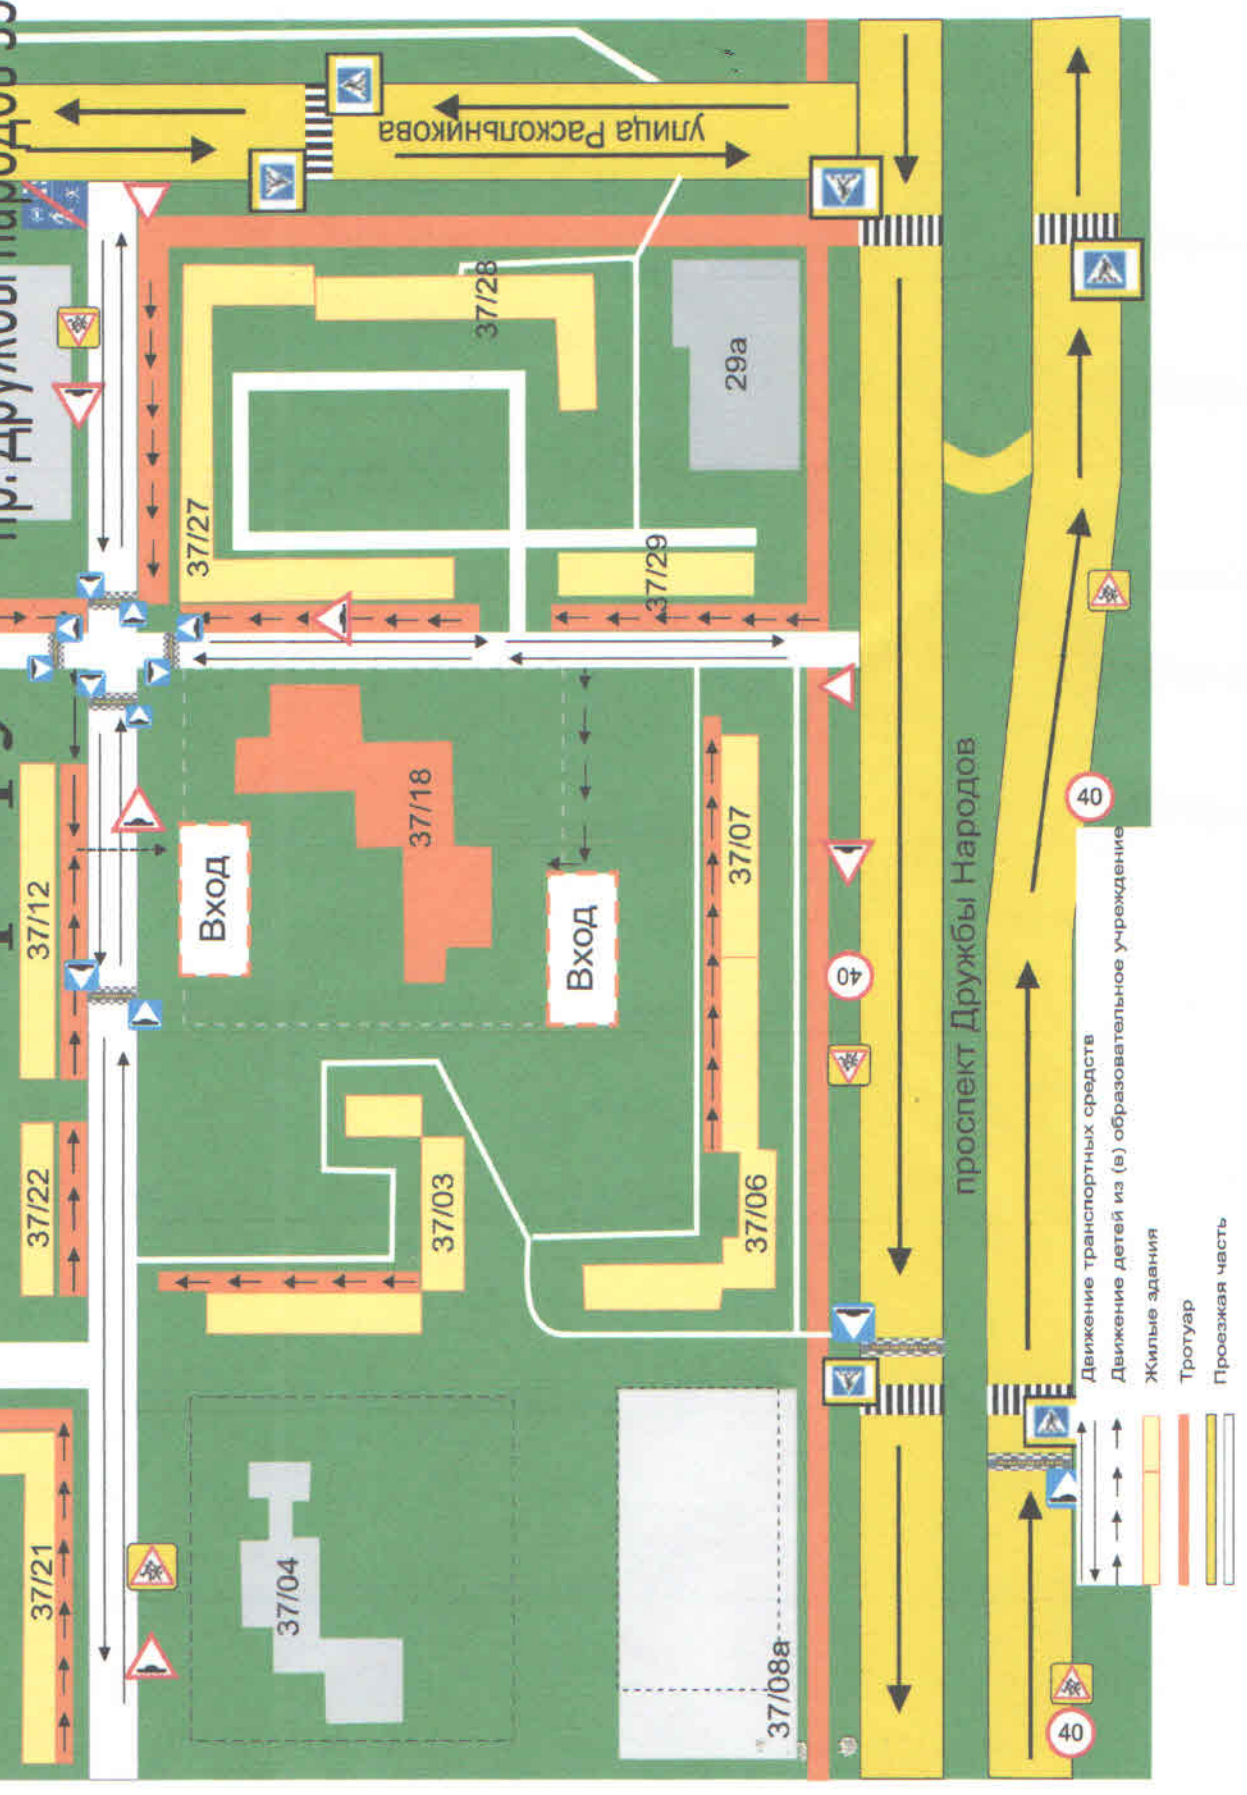 пр. Дружбы Народов
улица Раскольникова
37/28
29а
37/27
37/29
37/18
37/07
37/12
Вход
Вход
40
40
проспект Дружбы Народов
37/22
37/03
37/06
37/21
37/04
37/08а
40
Движение транспортных средств
Движение детей из (в) образовательное учреждение
Жилые здания
Тротуар
Проезжая часть